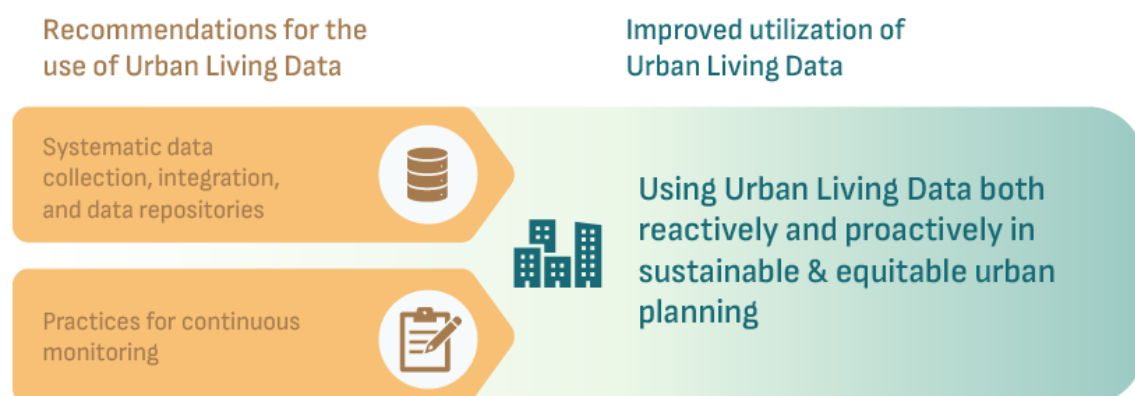 Recommendations for the
use of Urban Living Data
Improved utilization of
Urban Living Data
Systematic data
collection, integration,
and data repositories
Using Urban Living Data both
reactively and proactively in
sustainable & equitable urban
planning
Practices for continuous
monitoring